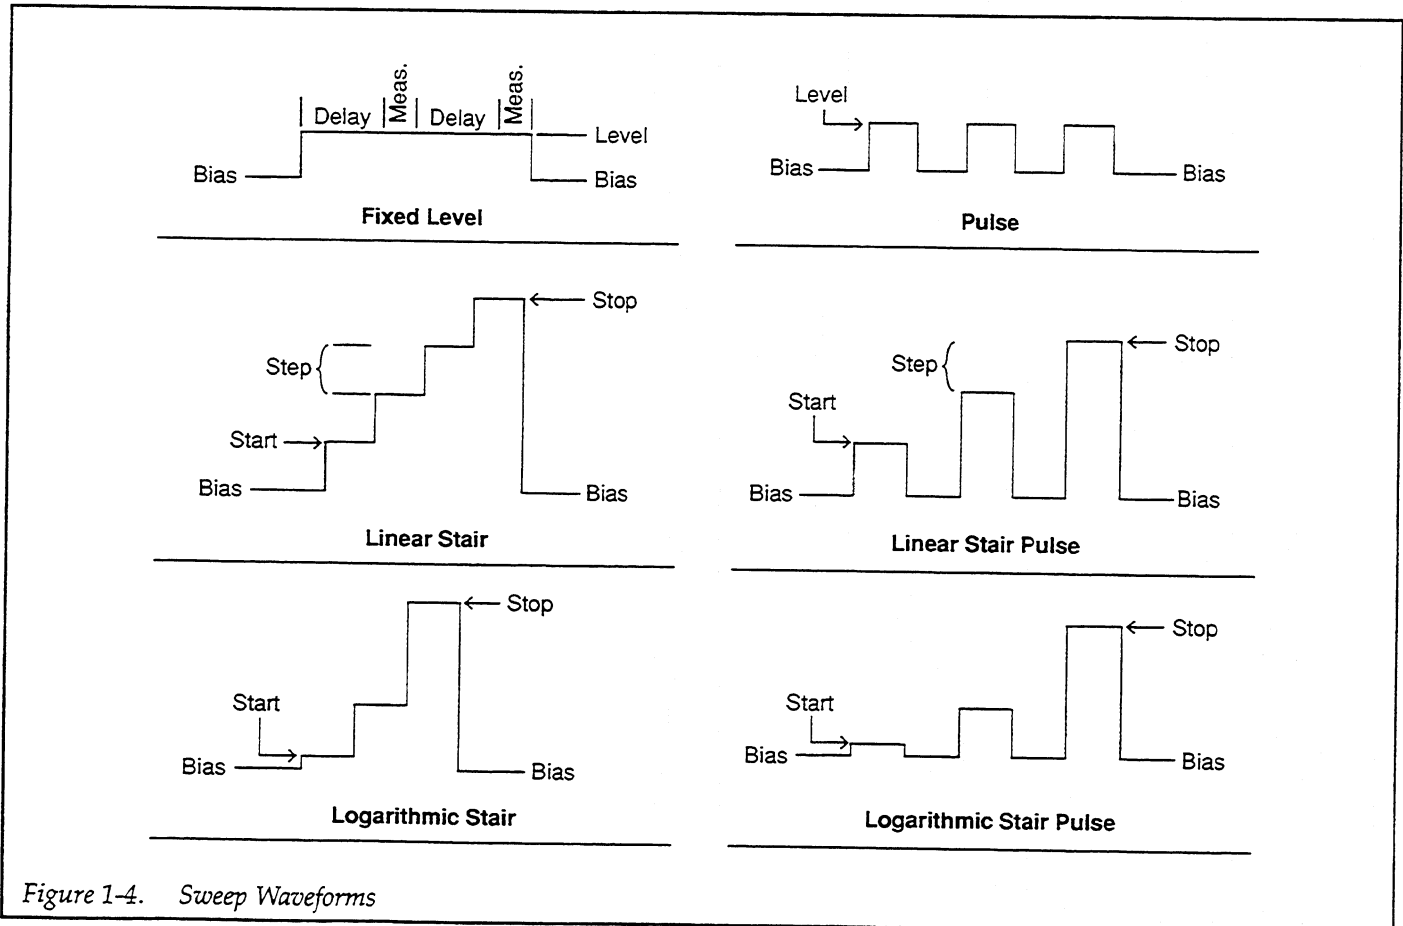 Delay
Meas.
Delay
Meas.
Level
Bias
Bias
Fixed Level
Level
Bias
Bias
Pulse
Stop
Step
Start
Bias
Bias
Linear Stair
Stop
Step
Start
Bias
Bias
Linear Stair Pulse
Stop
Start
Bias
Bias
Logarithmic Stair
Stop
Start
Bias
Bias
Logarithmic Stair Pulse
Figure 1-4. Sweep Waveforms